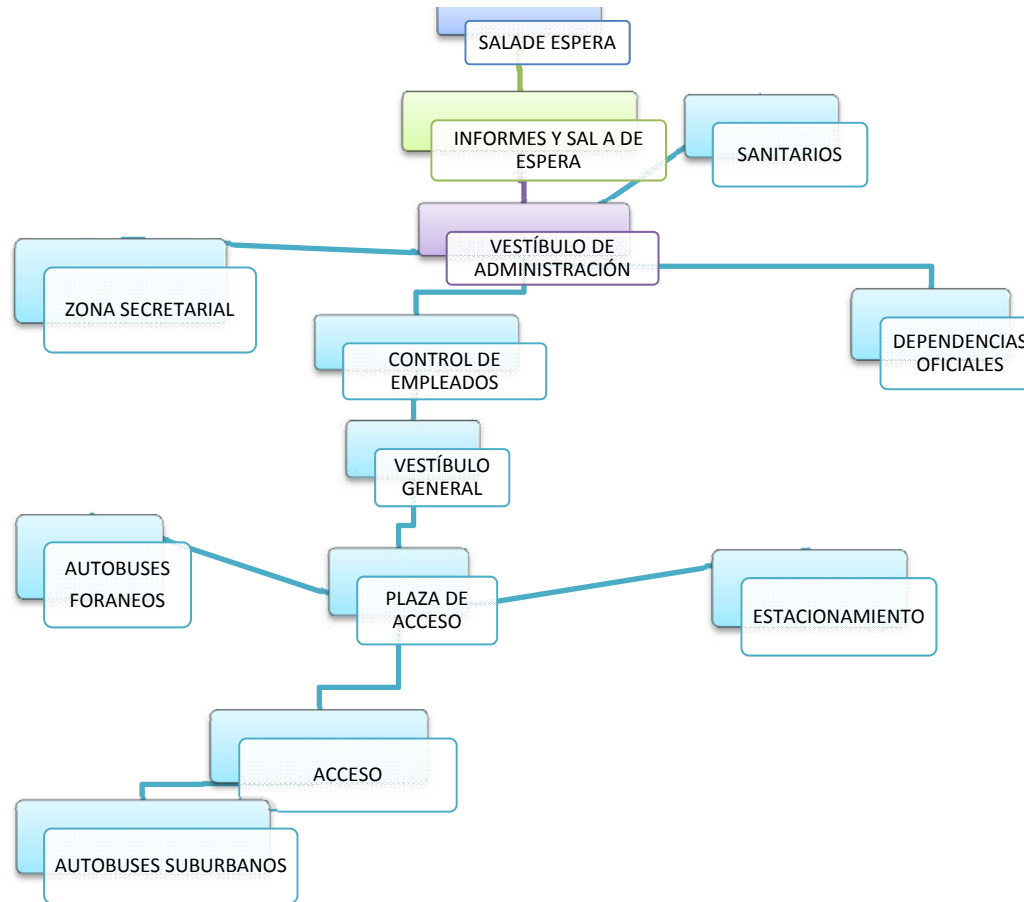 SALADE ESPERA
INFORMES Y SAL A DE
ESPERA
SANITARIOS
VESTÍBULO DE
ADMINISTRACIÓN
ZONA SECRETARIAL
DEPENDENCIAS
OFICIALES
CONTROL DE
EMPLEADOS
VESTÍBULO
GENERAL
AUTOBUSES
FORANEOS
PLAZA DE
ACCESO
ESTACIONAMIENTO
ACCESO
AUTOBUSES SUBURBANOS